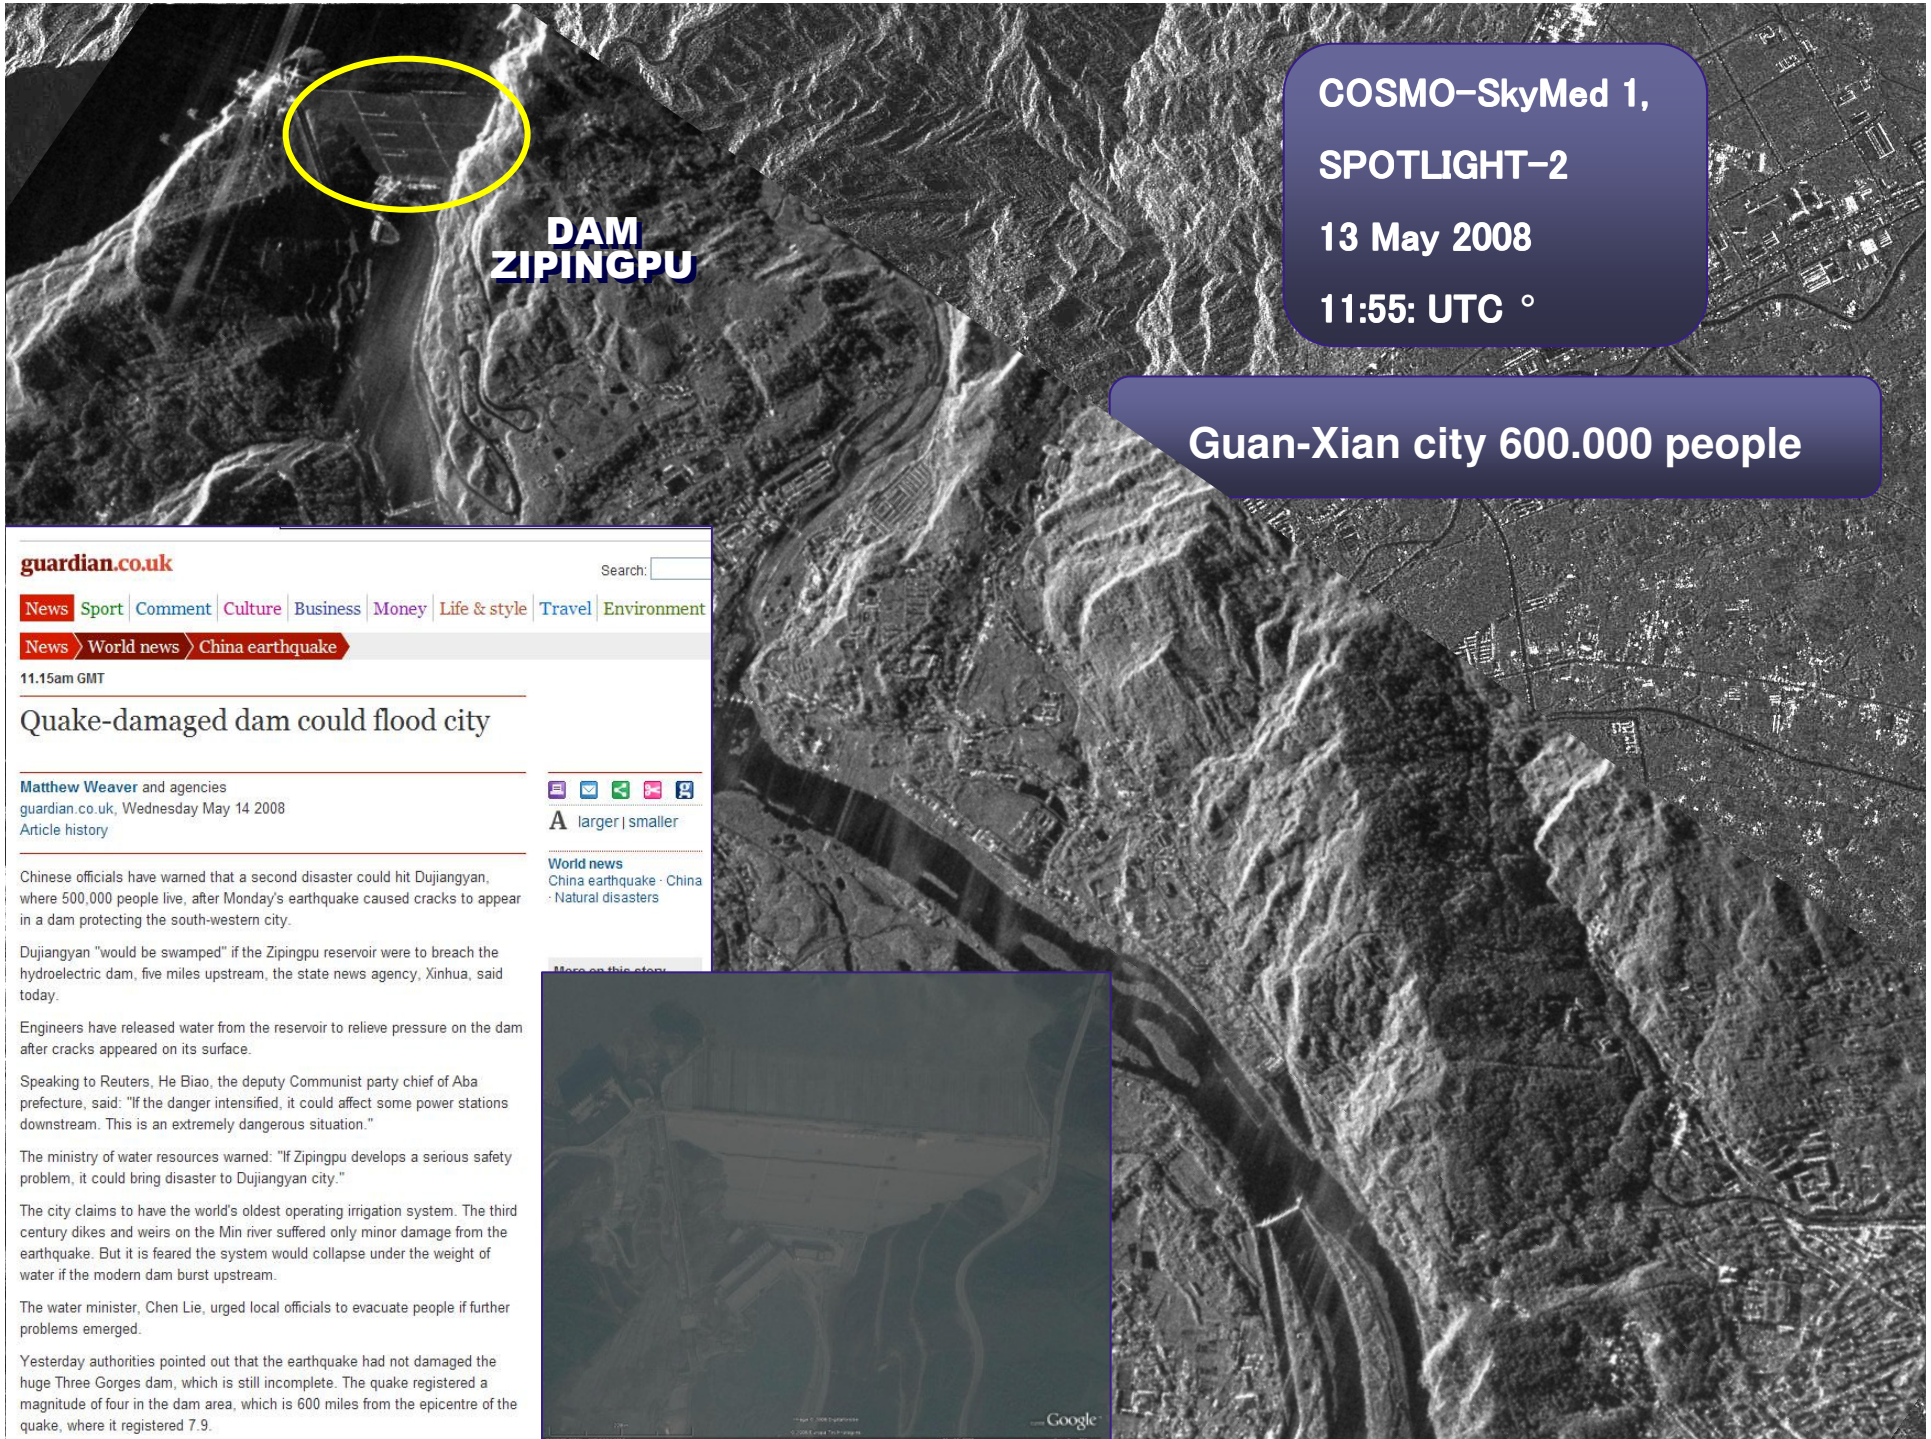 COSMO-SkyMed 1,
SPOTLIGHT-2
13 May 2008
11:55: UTC °
DAM
ZIPINGPU
Guan-Xian city 600.000 people
guardian.co.uk
Search:
News Sport Comment Culture Business Money Life & style Travel Environment
News World news China earthquake
11.15am GMT
Quake-damaged dam could flood city
Matthew Weaver and agencies
guardian.co.uk, Wednesday May 14 2008
Article history
A larger | smaller
World news
China earthquake · China
· Natural disasters
More on this story
Chinese officials have warned that a second disaster could hit Dujiangyan,
where 500,000 people live, after Monday's earthquake caused cracks to appear
in a dam protecting the south-western city.
Dujiangyan "would be swamped" if the Zipingpu reservoir were to breach the
hydroelectric dam, five miles upstream, the state news agency, Xinhua, said
today.
Engineers have released water from the reservoir to relieve pressure on the dam
after cracks appeared on its surface.
Speaking to Reuters, He Biao, the deputy Communist party chief of Aba
prefecture, said: "If the danger intensified, it could affect some power stations
downstream. This is an extremely dangerous situation."
The ministry of water resources warned: "If Zipingpu develops a serious safety
problem, it could bring disaster to Dujiangyan city."
The city claims to have the world's oldest operating irrigation system. The third
century dikes and weirs on the Min river suffered only minor damage from the
earthquake. But it is feared the system would collapse under the weight of
water if the modern dam burst upstream.
The water minister, Chen Lie, urged local officials to evacuate people if further
problems emerged.
Yesterday authorities pointed out that the earthquake had not damaged the
huge Three Gorges dam, which is still incomplete. The quake registered a
magnitude of four in the dam area, which is 600 miles from the epicentre of the
quake, where it registered 7.9.
Google